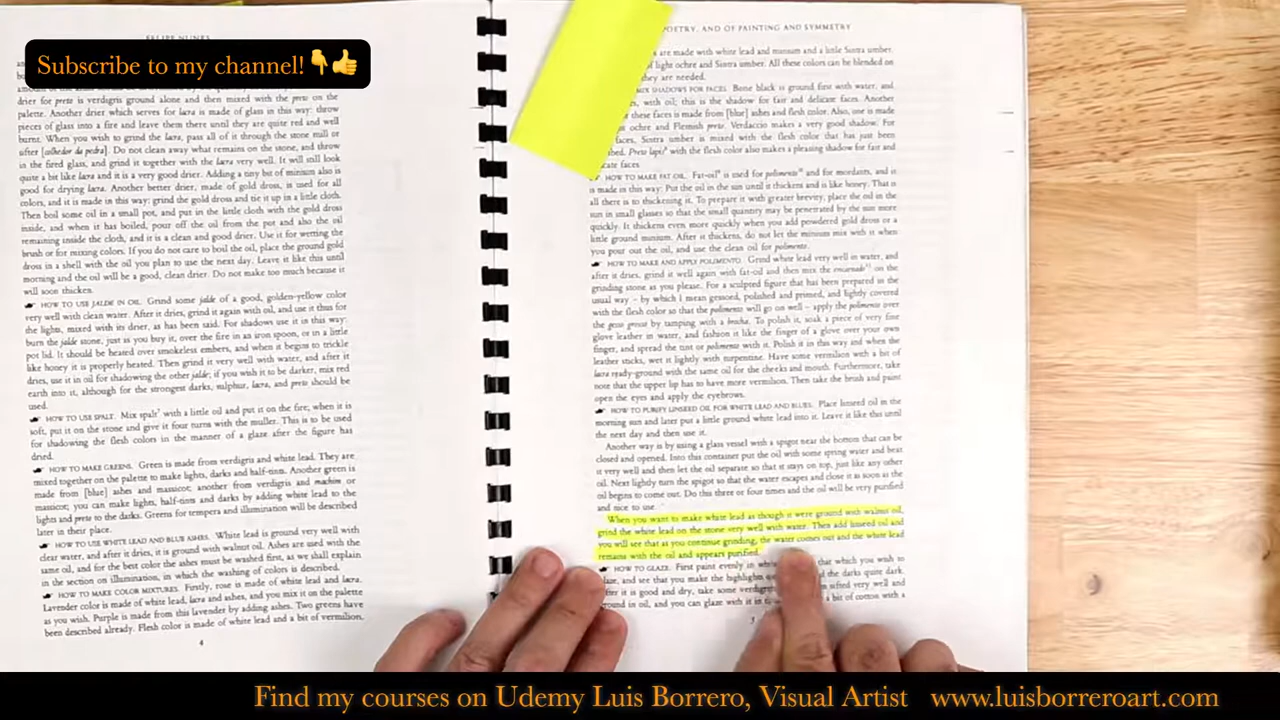 Subscribe to my channel! 👇👍
FELIPE NUNES
drier for preto is verdigris ground alone and then mixed with the preto on the
palette. Another drier which serves for lacra is made of glass in this way: throw
pieces of glass into a fire and leave them there until they are quite red and well
burnt. When you wish to grind the lacra, pass all of it through the stone mill or
after [colhedor da pedra]. Do not clean away what remains on the stone, and throw
in the fired glass, and grind it together with the lacra very well. It will still look
quite a bit like lacra and it is a very good drier. Adding a tiny bit of minium also is
good for drying lacra. Another better drier, made of gold dross, is used for all
colors, and it is made in this way: grind the gold dross and tie it up in a little cloth.
Then boil some oil in a small pot, and put in the little cloth with the gold dross
inside, and when it has boiled, pour off the oil from the pot and also the oil
remaining inside the cloth, and it is a clean and good drier. Use it for wetting the
brush or for mixing colors. If you do not care to boil the oil, place the ground gold
dross in a shell with the oil you plan to use the next day. Leave it like this until
morning and the oil will be a good, clean drier. Do not make too much because it
will soon thicken.
HOW TO USE JALDE IN OIL. Grind some jalde of a good, golden-yellow color
very well with clean water. After it dries, grind it again with oil, and use it thus for
the lights, mixed with its drier, as has been said. For shadows use it in this way:
burn the jalde stone, just as you buy it, over the fire in an iron spoon, or in a little
pot lid. It should be heated over smokeless embers, and when it begins to trickle
like honey it is properly heated. Then grind it very well with water, and after it
dries, use it in oil for shadowing the other jalde; if you wish it to be darker, mix red
earth into it, although for the strongest darks, sulphur, lacra, and preto should be
used.
HOW TO USE SPALT. Mix spalt with a little oil and put it on the fire; when it is
soft, put it on the stone and give it four turns with the muller. This is to be used
for shadowing the flesh colors in the manner of a glaze after the figure has
dried.
HOW TO MAKE GREENS. Green is made from verdigris and white lead. They are
mixed together on the palette to make lights, darks and half-tints. Another green is
made from [blue] ashes and massicot; another from verdigris and machim or
massicot; you can make lights, half-tints and darks by adding white lead to the
lights and preto to the darks. Greens for tempera and illumination will be described
later in their place.
HOW TO USE WHITE LEAD AND BLUE ASHES. White lead is ground very well with
clear water, and after it dries, it is ground with walnut oil. Ashes are used with the
same oil, and for the best color the ashes must be washed first, as we shall explain
in the section on illumination, in which the washing of colors is described.
HOW TO MAKE COLOR MIXTURES. Firstly, rose is made of white lead and lacra.
Lavender color is made of white lead, lacra and ashes, and you mix it on the palette
as you wish. Purple is made from this lavender by adding ashes. Two greens have
been described already. Flesh color is made of white lead and a bit of vermilion,
4
POETRY, AND OF PAINTING AND SYMMETRY
are made with white lead and minium and a little Sintra umber.
of light ochre and Sintra umber. All these colors can be blended on
they are needed.
MIX SHADOWS FOR FACES. Bone black is ground first with water, and
with oil; this is the shadow for fair and delicate faces. Another
these faces is made from [blue] ashes and flesh color. Also, one is made
ochre and Flemish preto. Verdaccio makes a very good shadow. For
faces, Sintra umber is mixed with the flesh color that has just been
Preto lapis with the flesh color also makes a pleasing shadow for fair and
cate faces
HOW TO MAKE FAT OIL. Fat-oil is used for polimento and for mordants, and it
is made in this way: Put the oil in the sun until it thickens and is like honey. That is
all there is to thickening it. To prepare it with greater brevity, place the oil in the
sun in small glasses so that the small quantity may be penetrated by the sun more
quickly. It thickens even more quickly when you add powdered gold dross or a
little ground minium. After it thickens, do not let the minium mix with it when
you pour out the oil, and use the clean oil for polimento.
HOW TO MAKE AND APPLY POLIMENTO. Grind white lead very well in water, and
after it dries, grind it well again with fat-oil and then mix the encarnado on the
grinding stone as you please. For a sculpted figure that has been prepared in the
usual way – by which I mean gessoed, polished and primed, and lightly covered
with the flesh color so that the polimento will go on well – apply the polimento over
the gesso grosso by tamping with a brocha. To polish it, soak a piece of very fine
glove leather in water, and fashion it like the finger of a glove over your own
finger, and spread the tint or polimento with it. Polish it in this way and when the
leather sticks, wet it lightly with turpentine. Have some vermilion with a bit of
lacra ready-ground with the same oil for the cheeks and mouth. Furthermore, take
note that the upper lip has to have more vermilion. Then take the brush and paint
open the eyes and apply the eyebrows.
HOW TO PURIFY LINSEED OIL FOR WHITE LEAD AND BLUES. Place linseed oil in the
morning sun and later put a little ground white lead into it. Leave it like this until
the next day and then use it.
Another way is by using a glass vessel with a spigot near the bottom that can be
closed and opened. Into this container put the oil with some spring water and beat
it very well and then let the oil separate so that it stays on top, just like any other
oil. Next lightly turn the spigot so that the water escapes and close it as soon as the
oil begins to come out. Do this three or four times and the oil will be very purified
and nice to use.
When you want to make white lead as though it were ground with walnut oil,
grind the white lead on the stone very well with water. Then add linseed oil and
you will see that as you continue grinding, the water comes out and the white lead
remains with the oil and appears purified.
HOW TO GLAZE. First paint evenly in that which you wish to
glaze, and see that you make the highlights and the darks quite dark.
After it is good and dry, take some verdigris sifted very well and
ground in oil, and you can glaze with it in a bit of cotton with a
5
Find my courses on Udemy Luis Borrero, Visual Artist www.luisborreroart.com